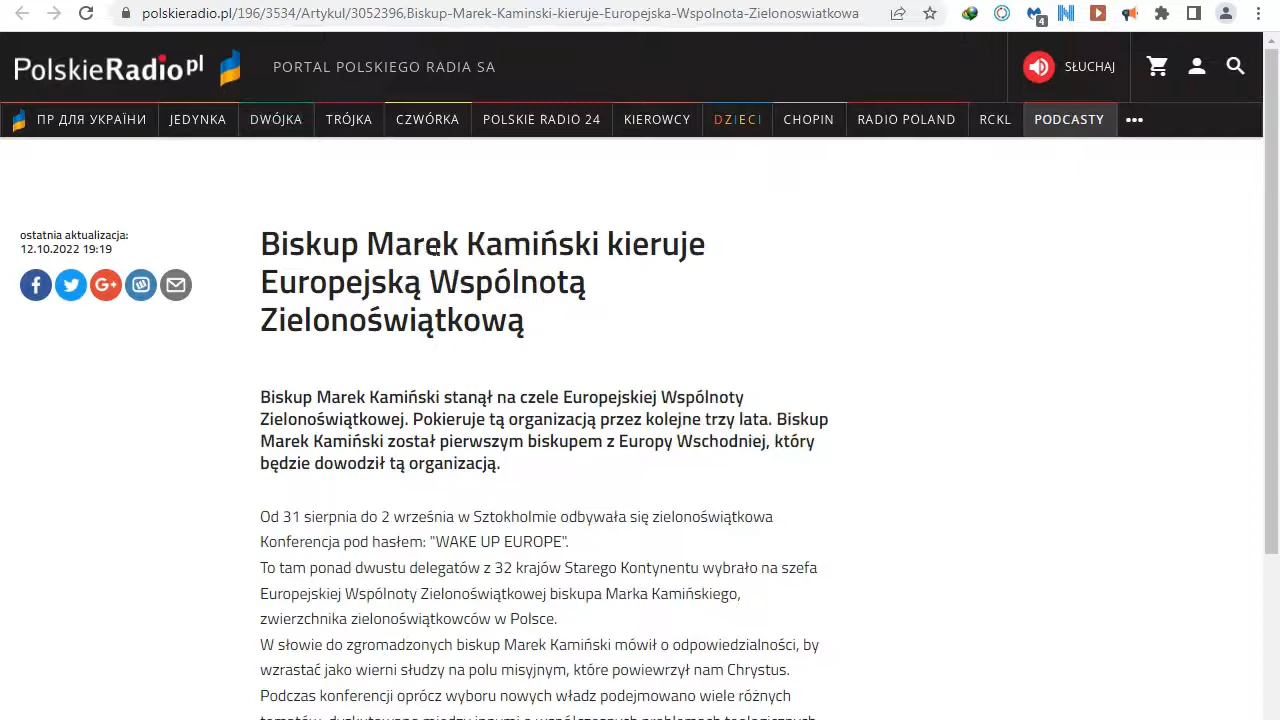 polskieradio.pl/196/3534/Artykul/3052396,Biskup-Marek-Kaminski-kieruje-Europejska-Wspolnota-Zielonoswiatkowa
4
PolskieRadio.pl
PORTAL POLSKIEGO RADIA SA
SŁUCHAJ
ПР ДЛЯ УКРАЇНИ JEDYNKA DWÓJKA TRÓJKA CZWÓRKA POLSKIE RADIO 24 KIEROWCY DZIECI CHOPIN RADIO POLAND RCKL PODCASTY •••
ostatnia aktualizacja:
12.10.2022 19:19
Biskup Marek Kamiński kieruje
Europejską Wspólnotą
Zielonoświątkową
Biskup Marek Kamiński stanął na czele Europejskiej Wspólnoty
Zielonoświątkowej. Pokieruje tą organizacją przez kolejne trzy lata. Biskup
Marek Kamiński został pierwszym biskupem z Europy Wschodniej, który
będzie dowodził tą organizacją.
Od 31 sierpnia do 2 września w Sztokholmie odbywała się zielonoświątkowa
Konferencja pod hasłem: "WAKE UP EUROPE".
To tam ponad dwustu delegatów z 32 krajów Starego Kontynentu wybrało na szefa
Europejskiej Wspólnoty Zielonoświątkowej biskupa Marka Kamińskiego,
zwierzchnika zielonoświątkowców w Polsce.
W słowie do zgromadzonych biskup Marek Kamiński mówił o odpowiedzialności, by
wzrastać jako wierni słudzy na polu misyjnym, które powiewrzył nam Chrystus.
Podczas konferencji oprócz wyboru nowych władz podejmowano wiele różnych